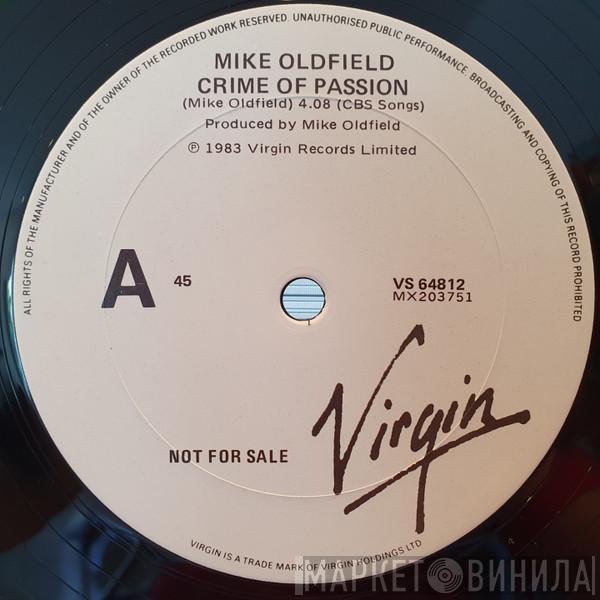 ALL RIGHTS OF THE MANUFACTURER AND OF THE OWNER OF THE RECORDED WORK RESERVED. UNAUTHORISED PUBLIC PERFORMANCE, BROADCASTING AND COPYING OF THIS RECORD PROHIBITED
MIKE OLDFIELD
CRIME OF PASSION
(Mike Oldfield) 4.08 (CBS Songs)
Produced by Mike Oldfield
℗ 1983 Virgin Records Limited
A
45
VS 64812
MX203751
NOT FOR SALE
Virgin
VIRGIN IS A TRADE MARK OF VIRGIN HOLDINGS LTD
МАРКЕТ ВИНИЛА